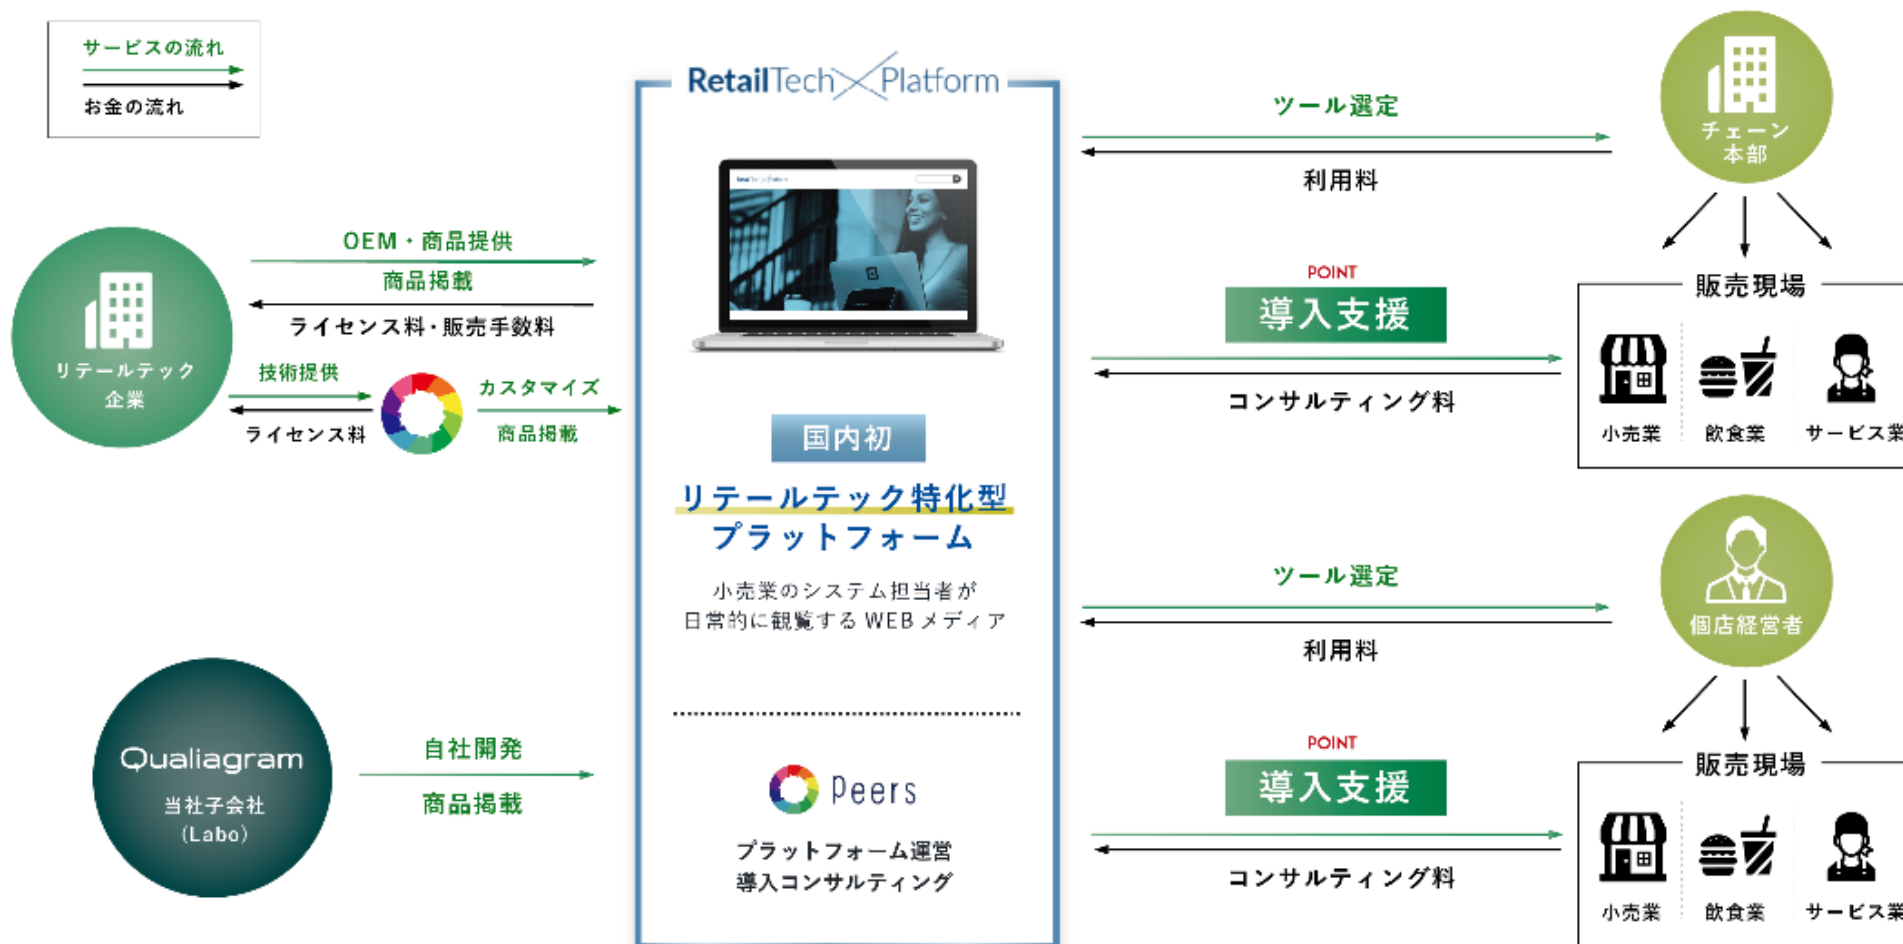 サービスの流れ
お金の流れ
リテールテック
企業
OEM・商品提供
商品掲載
ライセンス料・販売手数料
技術提供
ライセンス料
カスタマイズ
商品掲載
Qualiagram
当社子会社
(Labo)
自社開発
商品掲載
RetailTech Platform
RetailTech Platform
国内初
リテールテック特化型
プラットフォーム
小売業のシステム担当者が
日常的に観覧する WEB メディア
Peers
プラットフォーム運営
導入コンサルティング
ツール選定
利用料
チェーン
本部
POINT
導入支援
コンサルティング料
販売現場
小売業
飲食業
サービス業
ツール選定
利用料
個店経営者
POINT
導入支援
コンサルティング料
販売現場
小売業
飲食業
サービス業